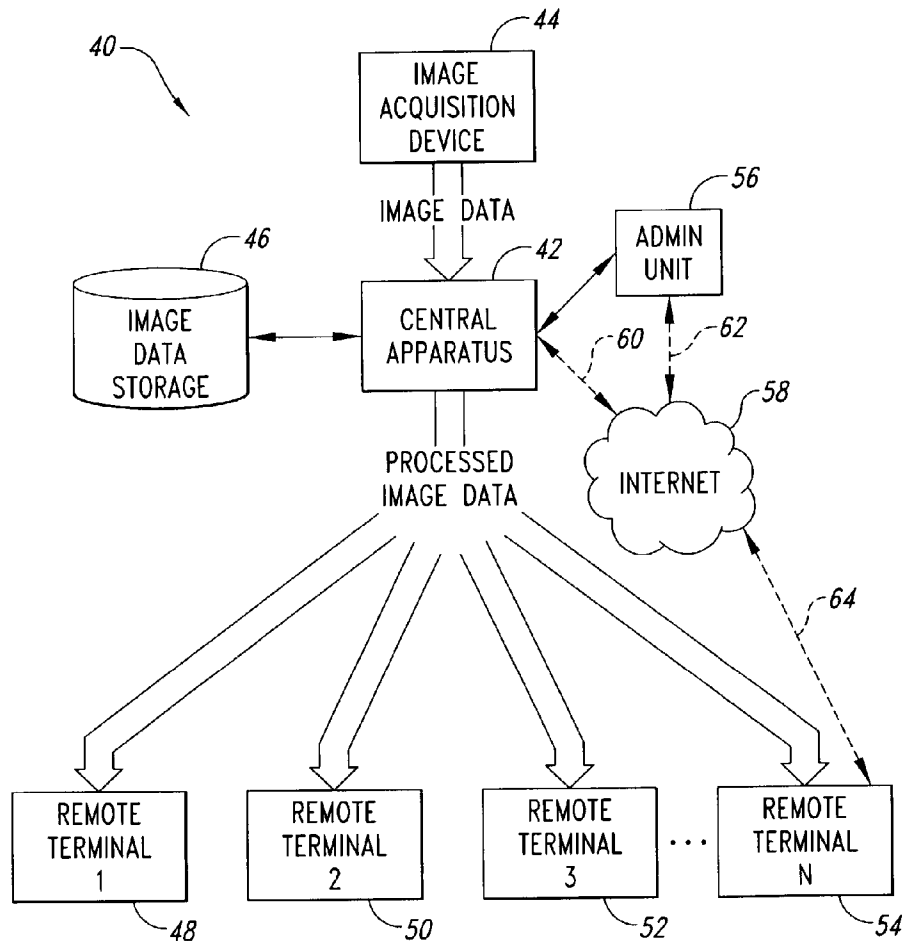 40
44
IMAGE
ACQUISITION
DEVICE
IMAGE DATA
46
42
56
ADMIN
UNIT
IMAGE
DATA
STORAGE
CENTRAL
APPARATUS
60
62
58
INTERNET
PROCESSED
IMAGE DATA
64
REMOTE
TERMINAL
1
48
REMOTE
TERMINAL
2
50
REMOTE
TERMINAL
3
52
...
REMOTE
TERMINAL
N
54